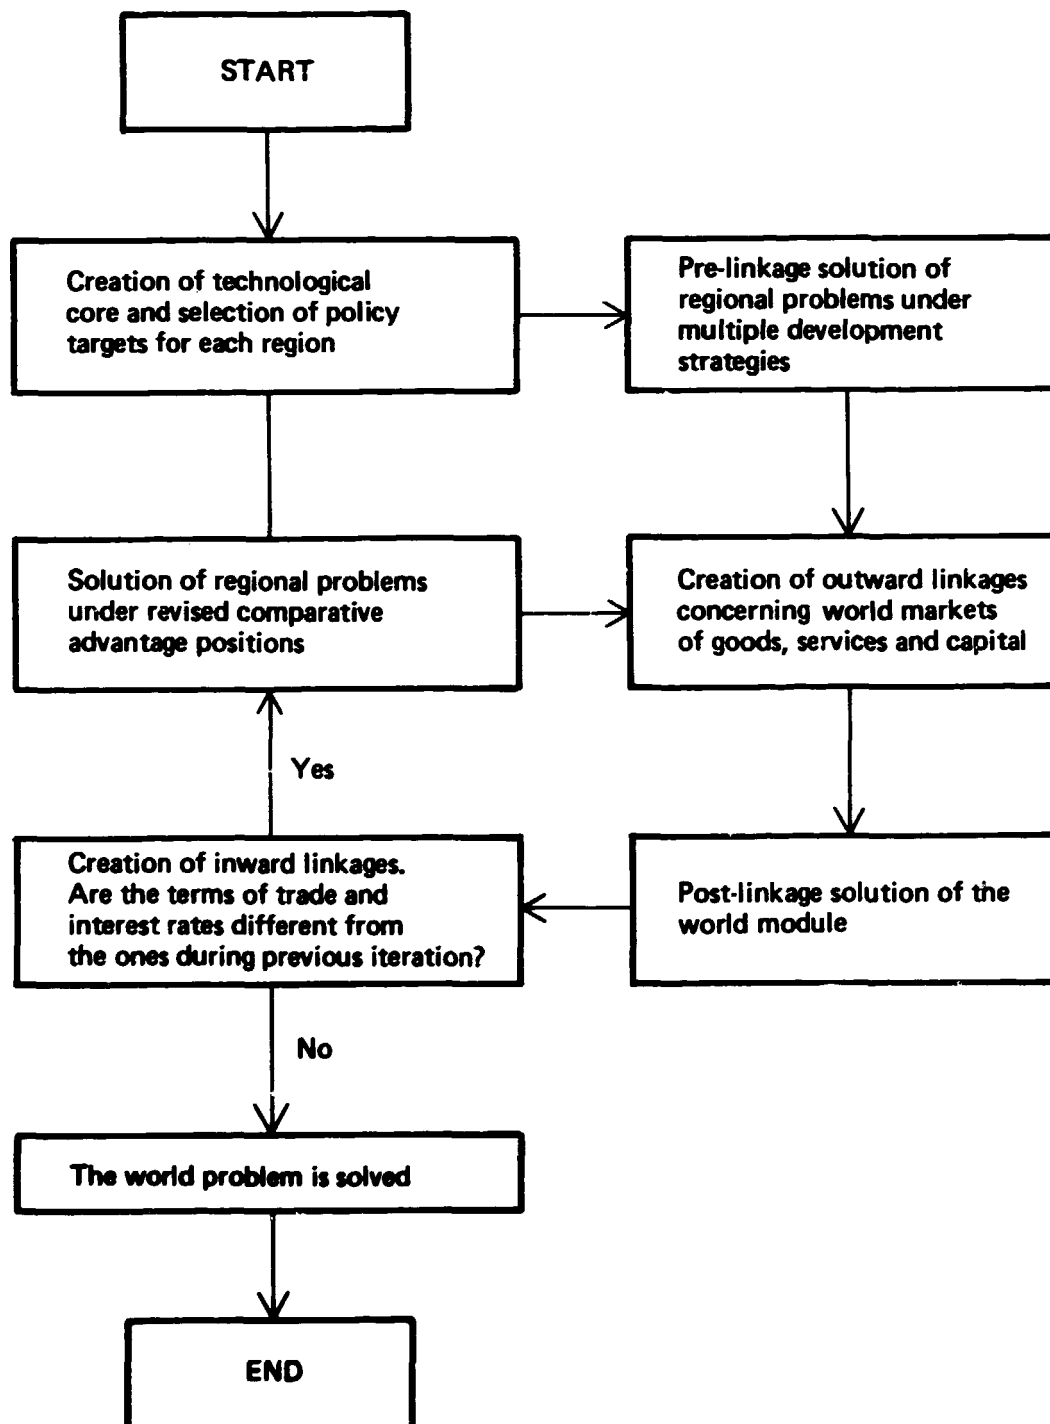 START
Creation of technological
core and selection of policy
targets for each region
Pre-linkage solution of
regional problems under
multiple development
strategies
Solution of regional problems
under revised comparative
advantage positions
Creation of outward linkages
concerning world markets
of goods, services and capital
Yes
Creation of inward linkages.
Are the terms of trade and
interest rates different from
the ones during previous iteration?
Post-linkage solution of the
world module
No
The world problem is solved
END